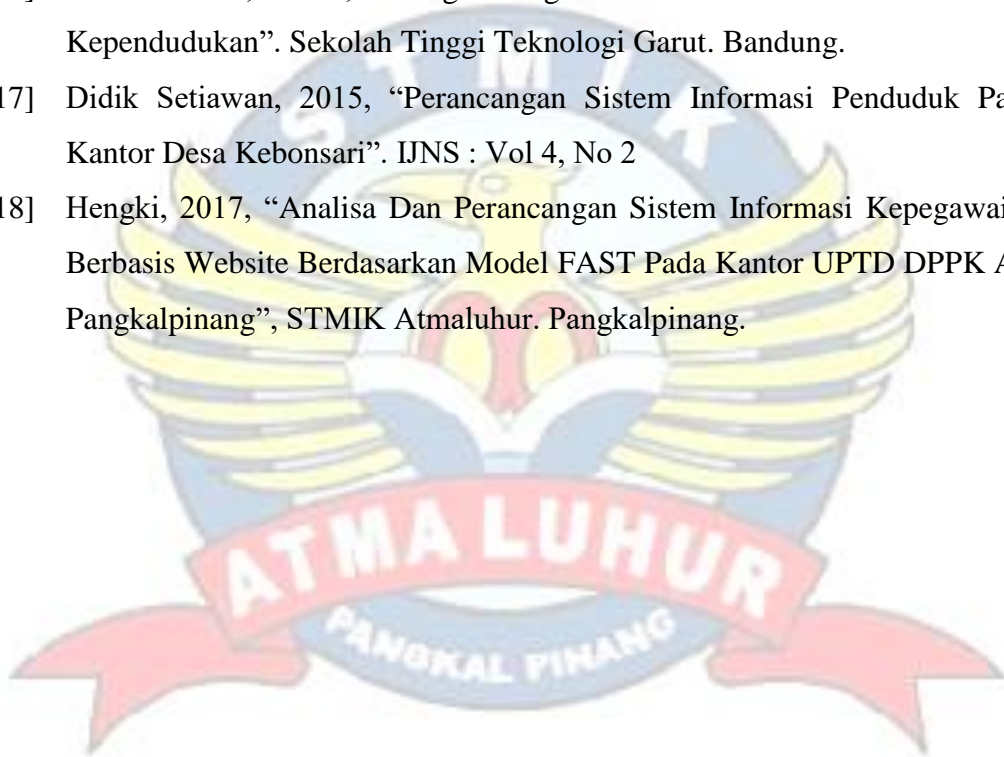 Kependudukan”. Sekolah Tinggi Teknologi Garut. Bandung.
17] Didik Setiawan, 2015, “Perancangan Sistem Informasi Penduduk Pa
Kantor Desa Kebonsari”. IJNS : Vol 4, No 2
18] Hengki, 2017, “Analisa Dan Perancangan Sistem Informasi Kepegawai
Berbasis Website Berdasarkan Model FAST Pada Kantor UPTD DPPK A
Pangkalpinang”, STMIK Atmaluhur. Pangkalpinang.
STMIK
ATMA LUHUR
PANGKAL PINANG